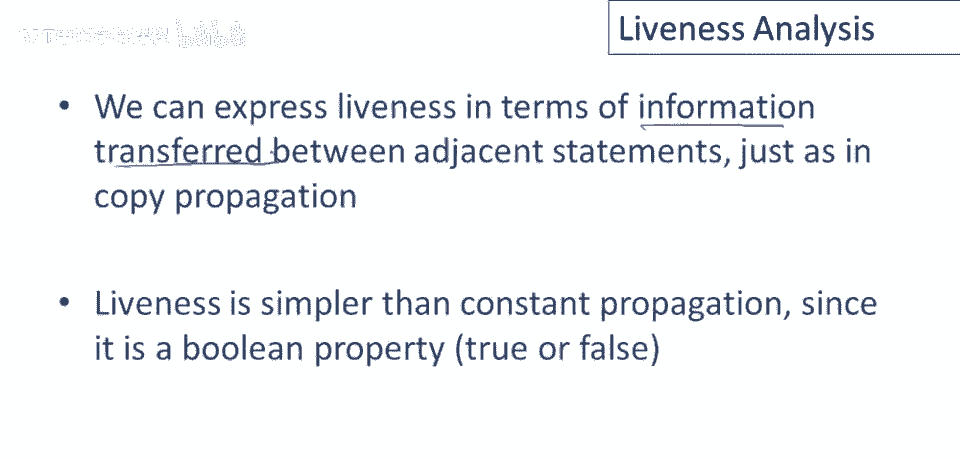 Liveness Analysis
• We can express liveness in terms of information
transferred between adjacent statements, just as in
copy propagation
• Liveness is simpler than constant propagation, since
it is a boolean property (true or false)